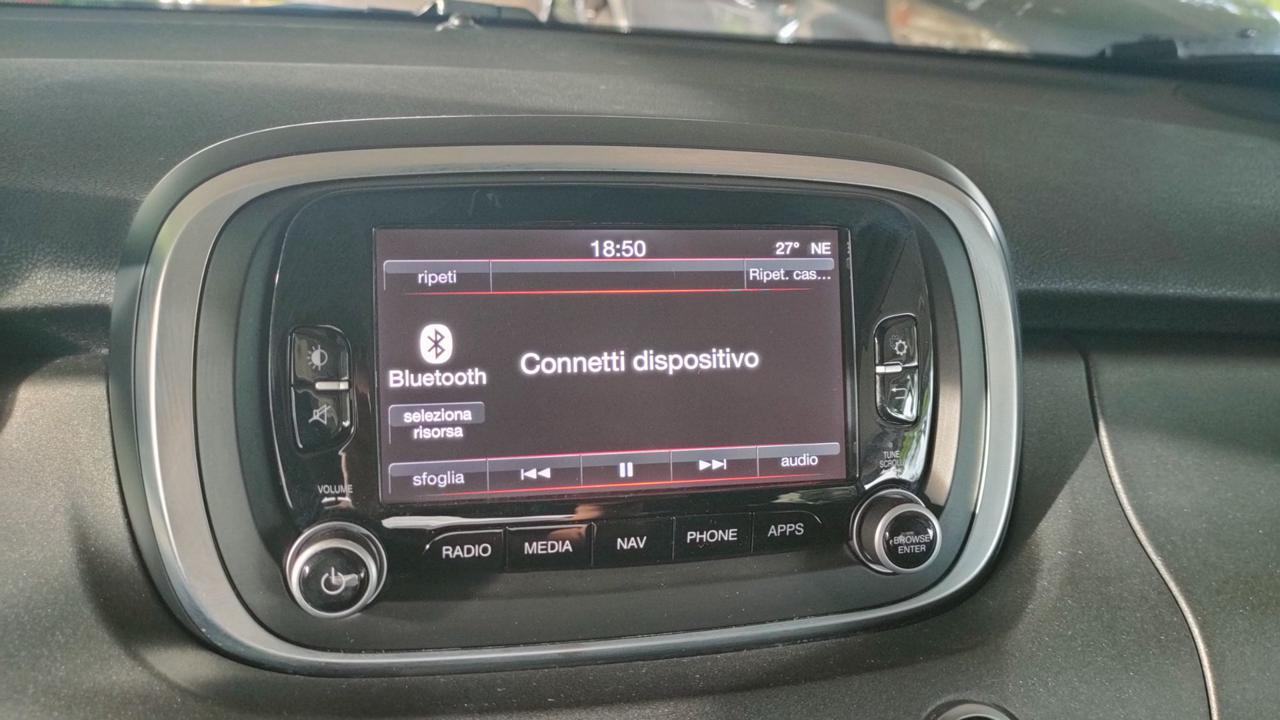 18:50
27° NE
ripeti
Ripet. cas...
Bluetooth
Connetti dispositivo
seleziona
risorsa
sfoglia
audio
VOLUME
TUNE
SCROLL
RADIO
MEDIA
NAV
PHONE
APPS
BROWSE
ENTER